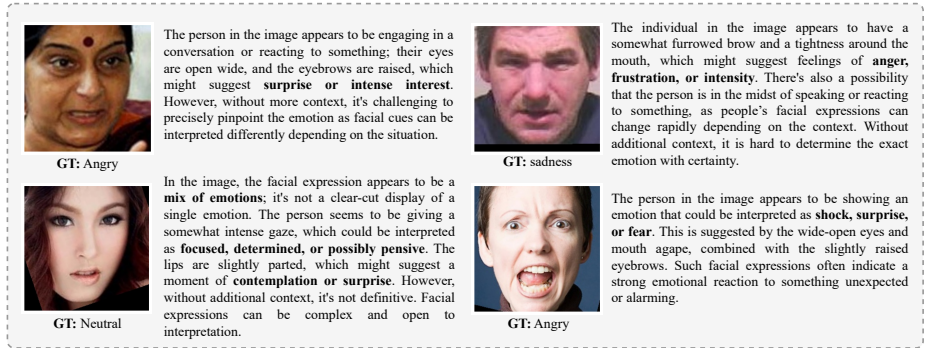 The person in the image appears to be engaging in a
conversation or reacting to something; their eyes
are open wide, and the eyebrows are raised, which
might suggest surprise or intense interest.
However, without more context, it's challenging to
precisely pinpoint the emotion as facial cues can be
interpreted differently depending on the situation.
GT: Angry
The individual in the image appears to have a
somewhat furrowed brow and a tightness around the
mouth, which might suggest feelings of anger,
frustration, or intensity. There's also a possibility
that the person is in the midst of speaking or reacting
to something, as people's facial expressions can
change rapidly depending on the context. Without
additional context, it is hard to determine the exact
emotion with certainty.
GT: sadness
In the image, the facial expression appears to be a
mix of emotions; it's not a clear-cut display of a
single emotion. The person seems to be giving a
somewhat intense gaze, which could be interpreted
as focused, determined, or possibly pensive. The
lips are slightly parted, which might suggest a
moment of contemplation or surprise. However,
without additional context, it's not definitive. Facial
expressions can be complex and open to
interpretation.
GT: Neutral
The person in the image appears to be showing an
emotion that could be interpreted as shock, surprise,
or fear. This is suggested by the wide-open eyes and
mouth agape, combined with the slightly raised
eyebrows. Such facial expressions often indicate a
strong emotional reaction to something unexpected
or alarming.
GT: Angry